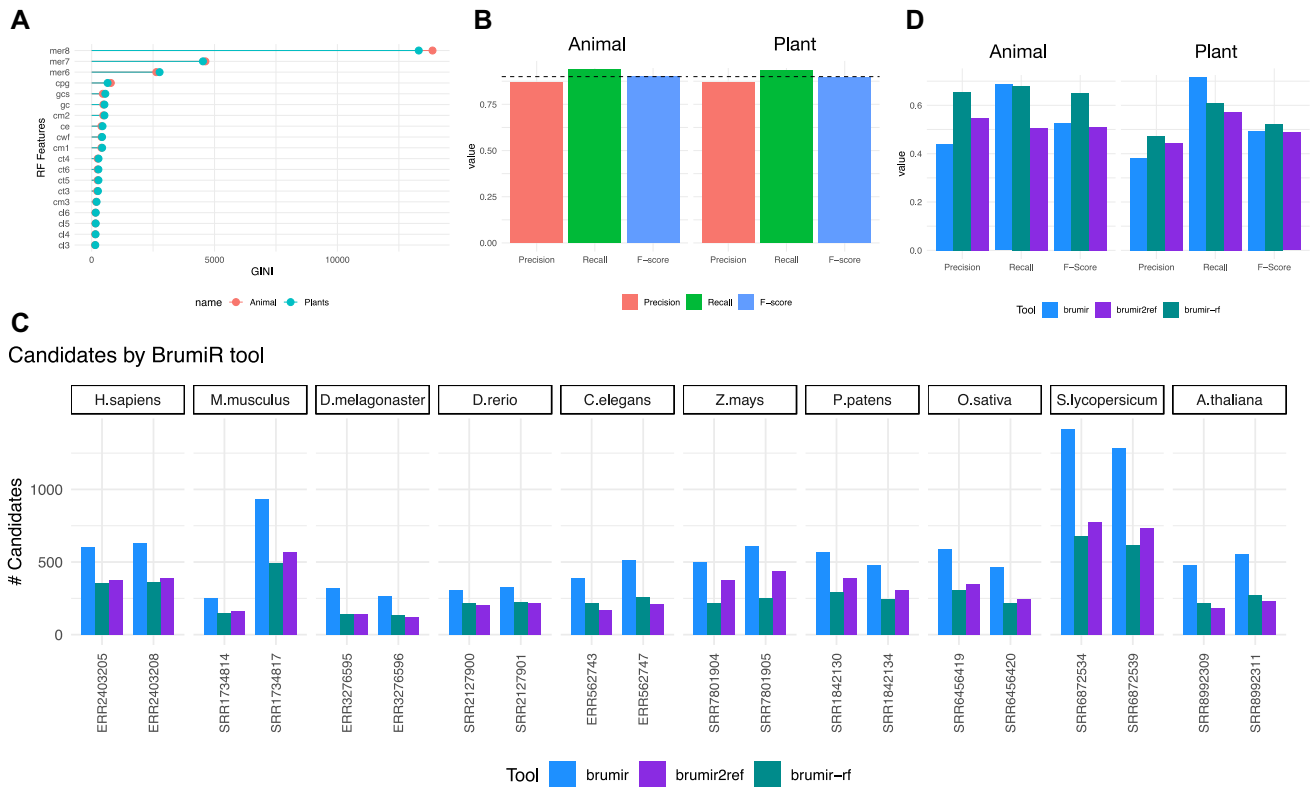 A
RF Features
mer8
mer7
mer6
cpg
gcs
gc
cm2
ce
cwf
cm1
ct4
ct6
ct5
ct3
cm3
cl6
cl5
cl4
cl3
0 5000 10000
GINI
name Animal Plants
B
Animal Plant
value
0.75
0.50
0.25
0.00
Precision Recall F-score Precision Recall F-score
Precision Recall F-score
D
Animal Plant
value
0.6
0.4
0.2
0.0
Precision Recall F-Score Precision Recall F-Score
Tool brumir brumir2ref brumir-rf
C
Candidates by BrumiR tool
H.sapiens M.musculus D.melagonaster D.rerio C.elegans Z.mays P.patens O.sativa S.lycopersicum A.thaliana
# Candidates
1000
500
0
ERR2403205 ERR2403208 SRR1734814 SRR1734817 ERR3276595 ERR3276596 SRR2127900 SRR2127901 ERR562743 ERR562747 SRR7801904 SRR7801905 SRR1842130 SRR1842134 SRR6456419 SRR6456420 SRR6872534 SRR6872539 SRR8992309 SRR8992311
Tool brumir brumir2ref brumir-rf